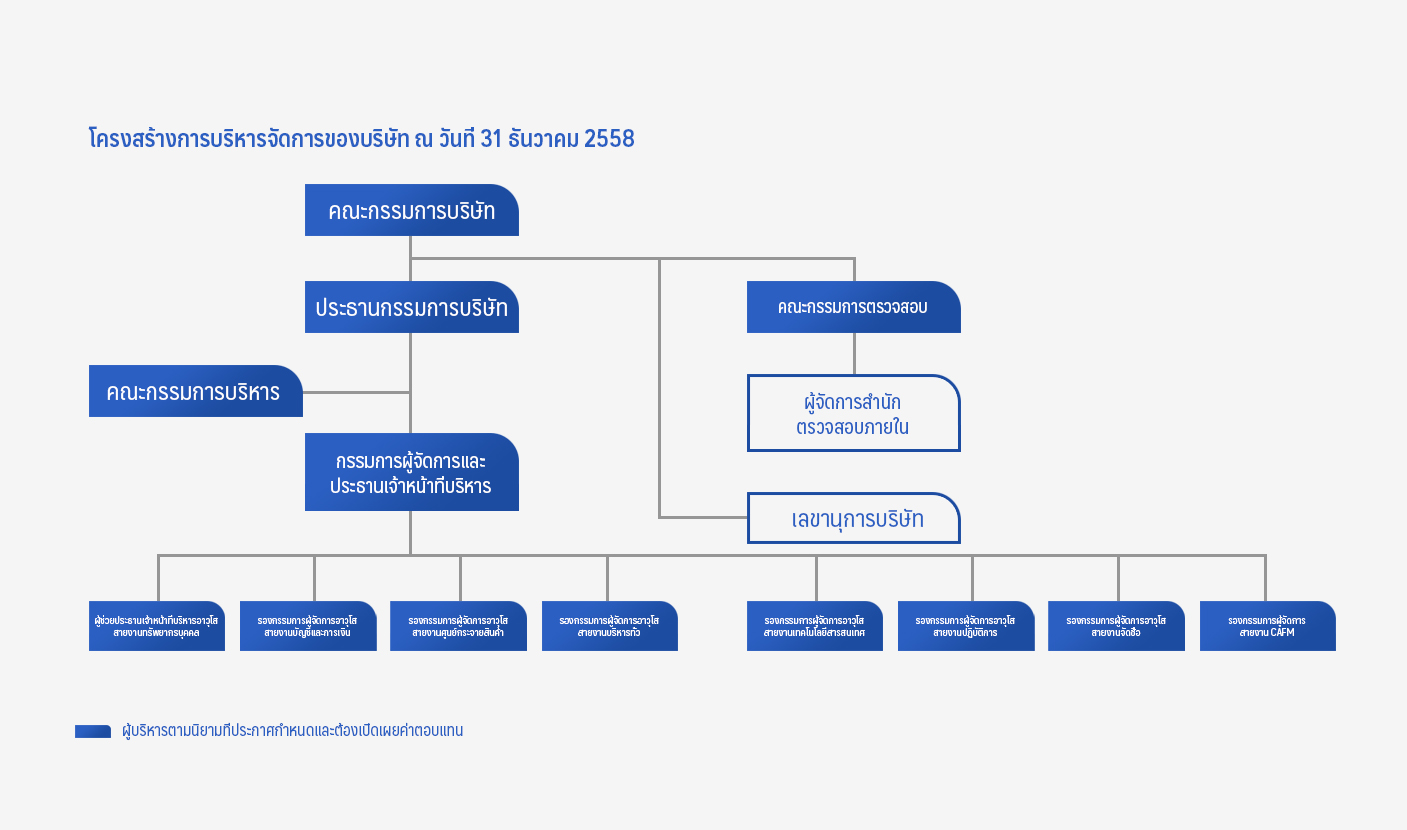 โครงสร้างการบริหารจัดการของบริษัท ณ วันที่ 31 ธันวาคม 2558
คณะกรรมการบริษัท
ประธานกรรมการบริษัท
คณะกรรมการตรวจสอบ
คณะกรรมการบริหาร
ผู้จัดการสำนัก
ตรวจสอบภายใน
กรรมการผู้จัดการและ
ประธานเจ้าหน้าที่บริหาร
เลขานุการบริษัท
ผู้ช่วยประธานเจ้าหน้าที่บริหารอาวุโส
สายงานทรัพยากรบุคคล
รองกรรมการผู้จัดการอาวุโส
สายงานบัญชีและการเงิน
รองกรรมการผู้จัดการอาวุโส
สายงานศูนย์กระจายสินค้า
รองกรรมการผู้จัดการอาวุโส
สายงานบริหารทั่ว
รองกรรมการผู้จัดการอาวุโส
สายงานเทคโนโลยีสารสนเทศ
รองกรรมการผู้จัดการอาวุโส
สายงานปฏิบัติการ
รองกรรมการผู้จัดการอาวุโส
สายงานจัดซื้อ
รองกรรมการผู้จัดการ
สายงาน CAFM
ผู้บริหารตามนิยามที่ประกาศกำหนดและต้องเปิดเผยค่าตอบแทน